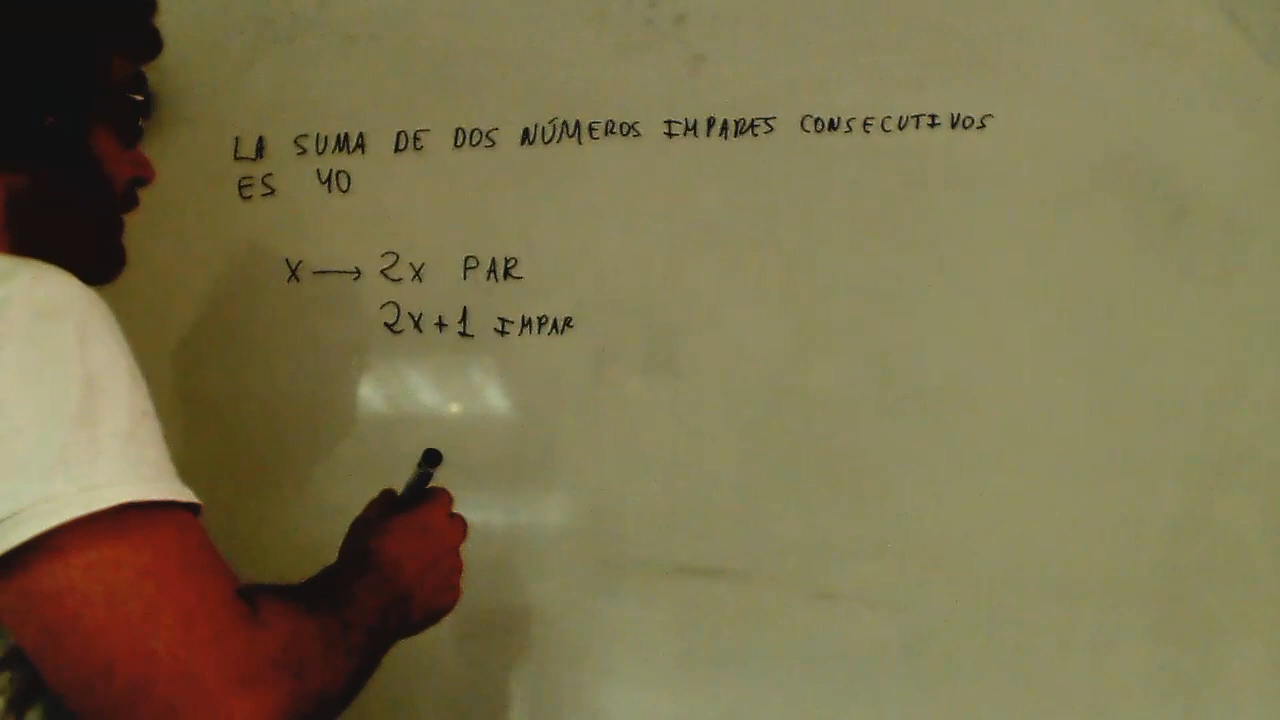 LA SUMA DE DOS NÚMEROS IMPARES CONSECUTIVOS
ES 40
x → 2x PAR
2x+1 IMPAR